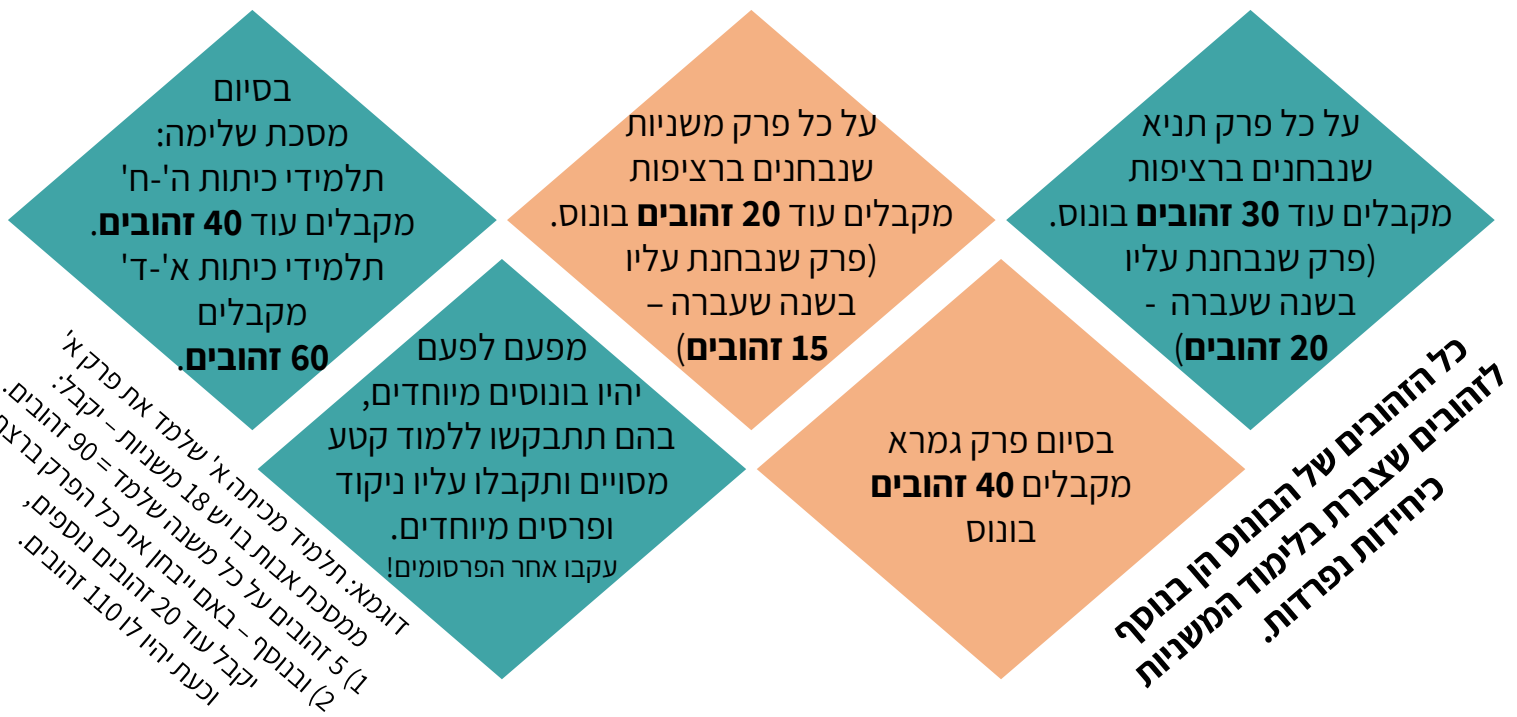 על כל פרק תניא
שנבחנים ברציפות
מקבלים עוד 30 זהובים בונוס.
(פרק שנבחנת עליו
בשנה שעברה -
20 זהובים)
על כל פרק משניות
שנבחנים ברציפות
מקבלים עוד 20 זהובים בונוס.
(פרק שנבחנת עליו
בשנה שעברה –
15 זהובים)
בסיום
מסכת שלימה:
תלמידי כיתות ה'-ח'
מקבלים עוד 40 זהובים.
תלמידי כיתות א'-ד'
מקבלים
60 זהובים.
בסיום פרק גמרא
מקבלים 40 זהובים
בונוס
מפעם לפעם
יהיו בונוסים מיוחדים,
בהם תתבקשו ללמוד קטע
מסויים ותקבלו עליו ניקוד
ופרסים מיוחדים.
עקבו אחר הפרסומים!
כל הזהובים של הבונוס הן בנוסף
לזהובים שצברת בלימוד המשניות
כיחידות נפרדות.
דוגמא: תלמיד מכיתה א' שלמד את פרק א'
ממסכת אבות בו יש 18 משניות – יקבל:
1) 5 זהובים על כל משנה שלמד = 90 זהובים.
2) ובנוסף – באם ייבחן את כל הפרק
יקבל עוד 20 זהובים נוספים,
וכעת יהיו לו 110 זהובים.